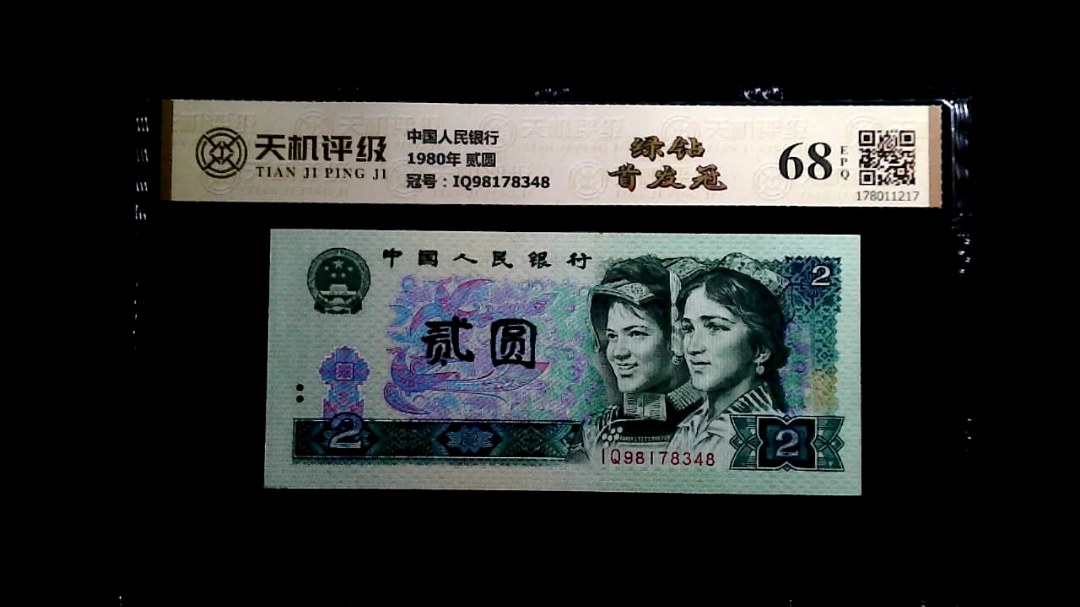 天机评级
TIAN JI PING JI
中国人民银行
1980年 贰圆
冠号：IQ98178348
绿钻
首发冠
68
EPQ
178011217
中国人民银行
2
贰圆
2
2
IQ98178348